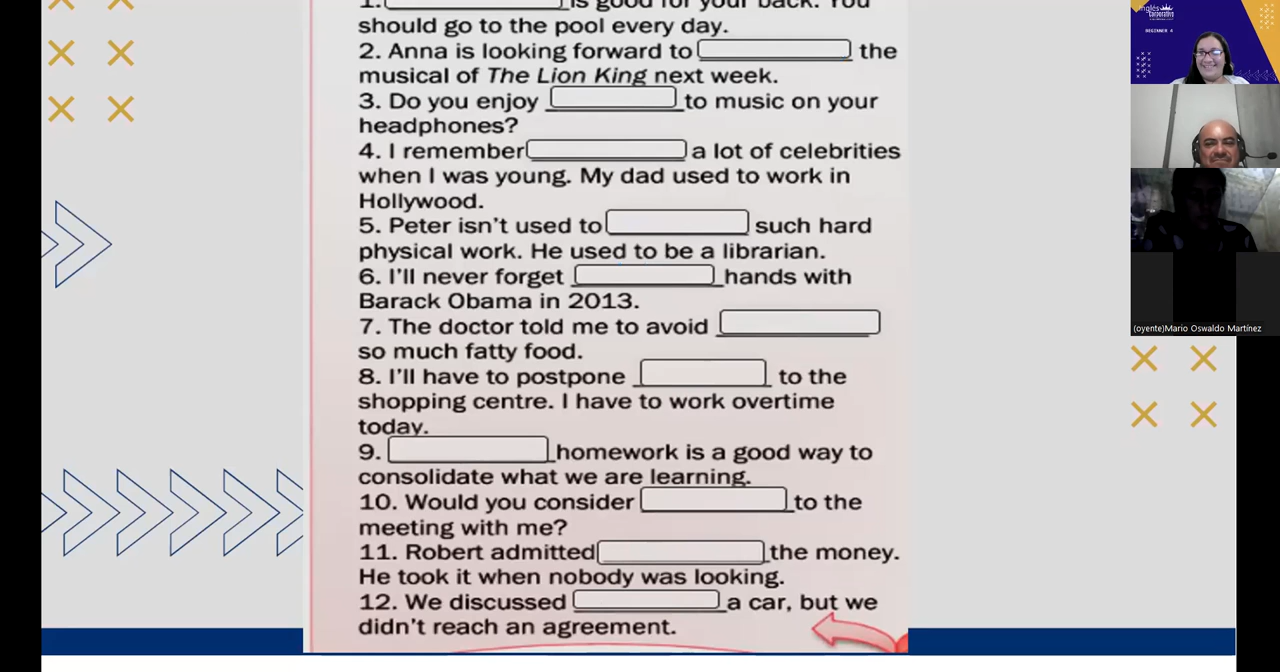 1. is good for your back. You
should go to the pool every day.
2. Anna is looking forward to the
musical of The Lion King next week.
3. Do you enjoy to music on your
headphones?
4. I remember a lot of celebrities
when I was young. My dad used to work in
Hollywood.
5. Peter isn't used to such hard
physical work. He used to be a librarian.
6. I'll never forget hands with
Barack Obama in 2013.
7. The doctor told me to avoid
so much fatty food.
8. I'll have to postpone to the
shopping centre. I have to work overtime
today.
9. homework is a good way to
consolidate what we are learning.
10. Would you consider to the
meeting with me?
11. Robert admitted the money.
He took it when nobody was looking.
12. We discussed a car, but we
didn't reach an agreement.
Inglés
Corporativo
BEGINNER 4
(oyente)Mario Oswaldo Martínez